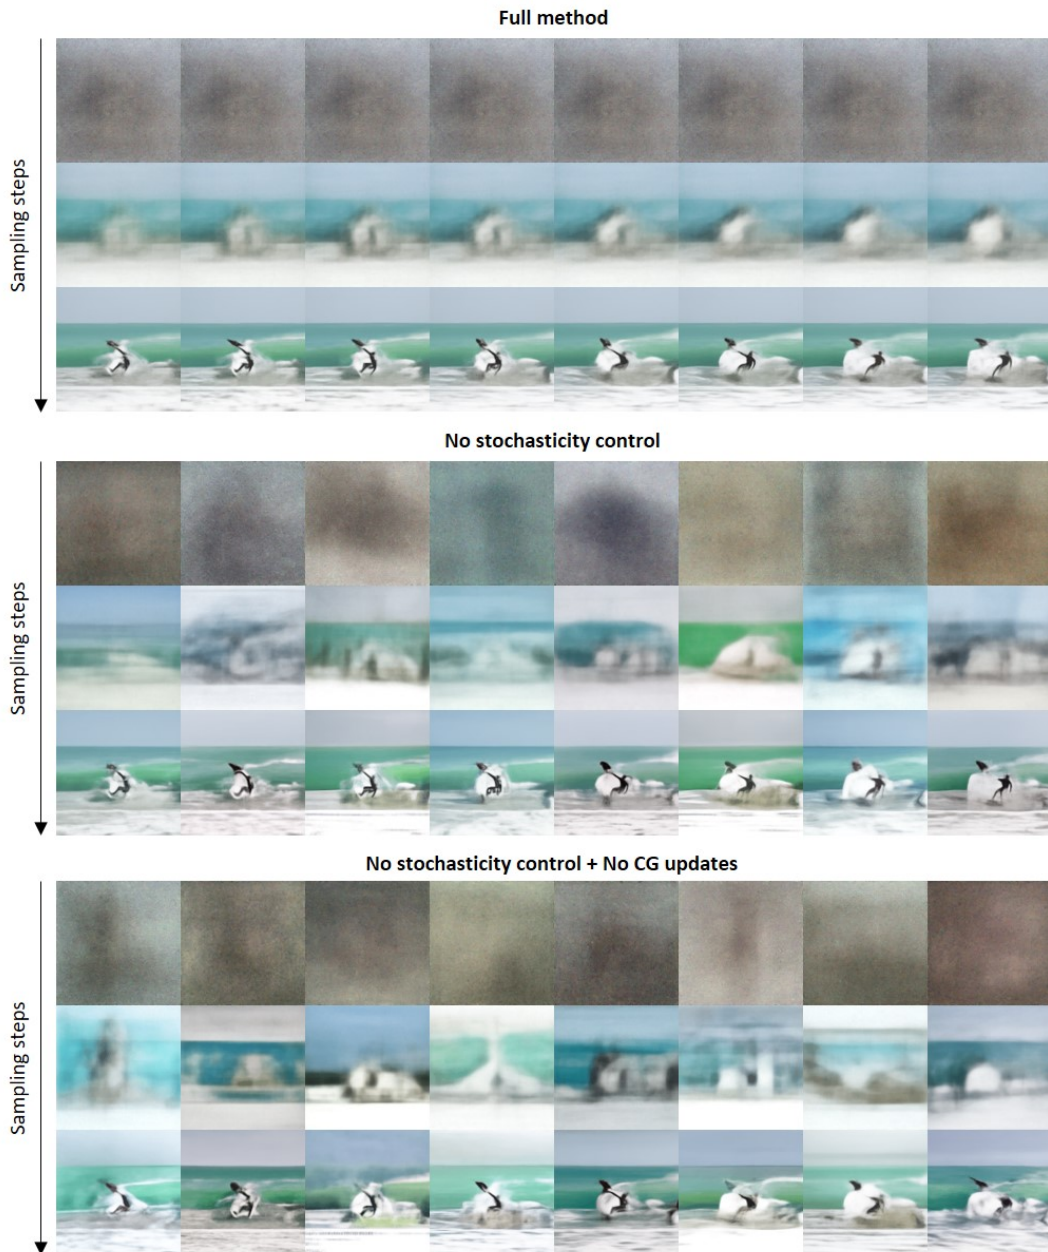 Full method
Sampling steps
No stochasticity control
Sampling steps
No stochasticity control + No CG updates
Sampling steps